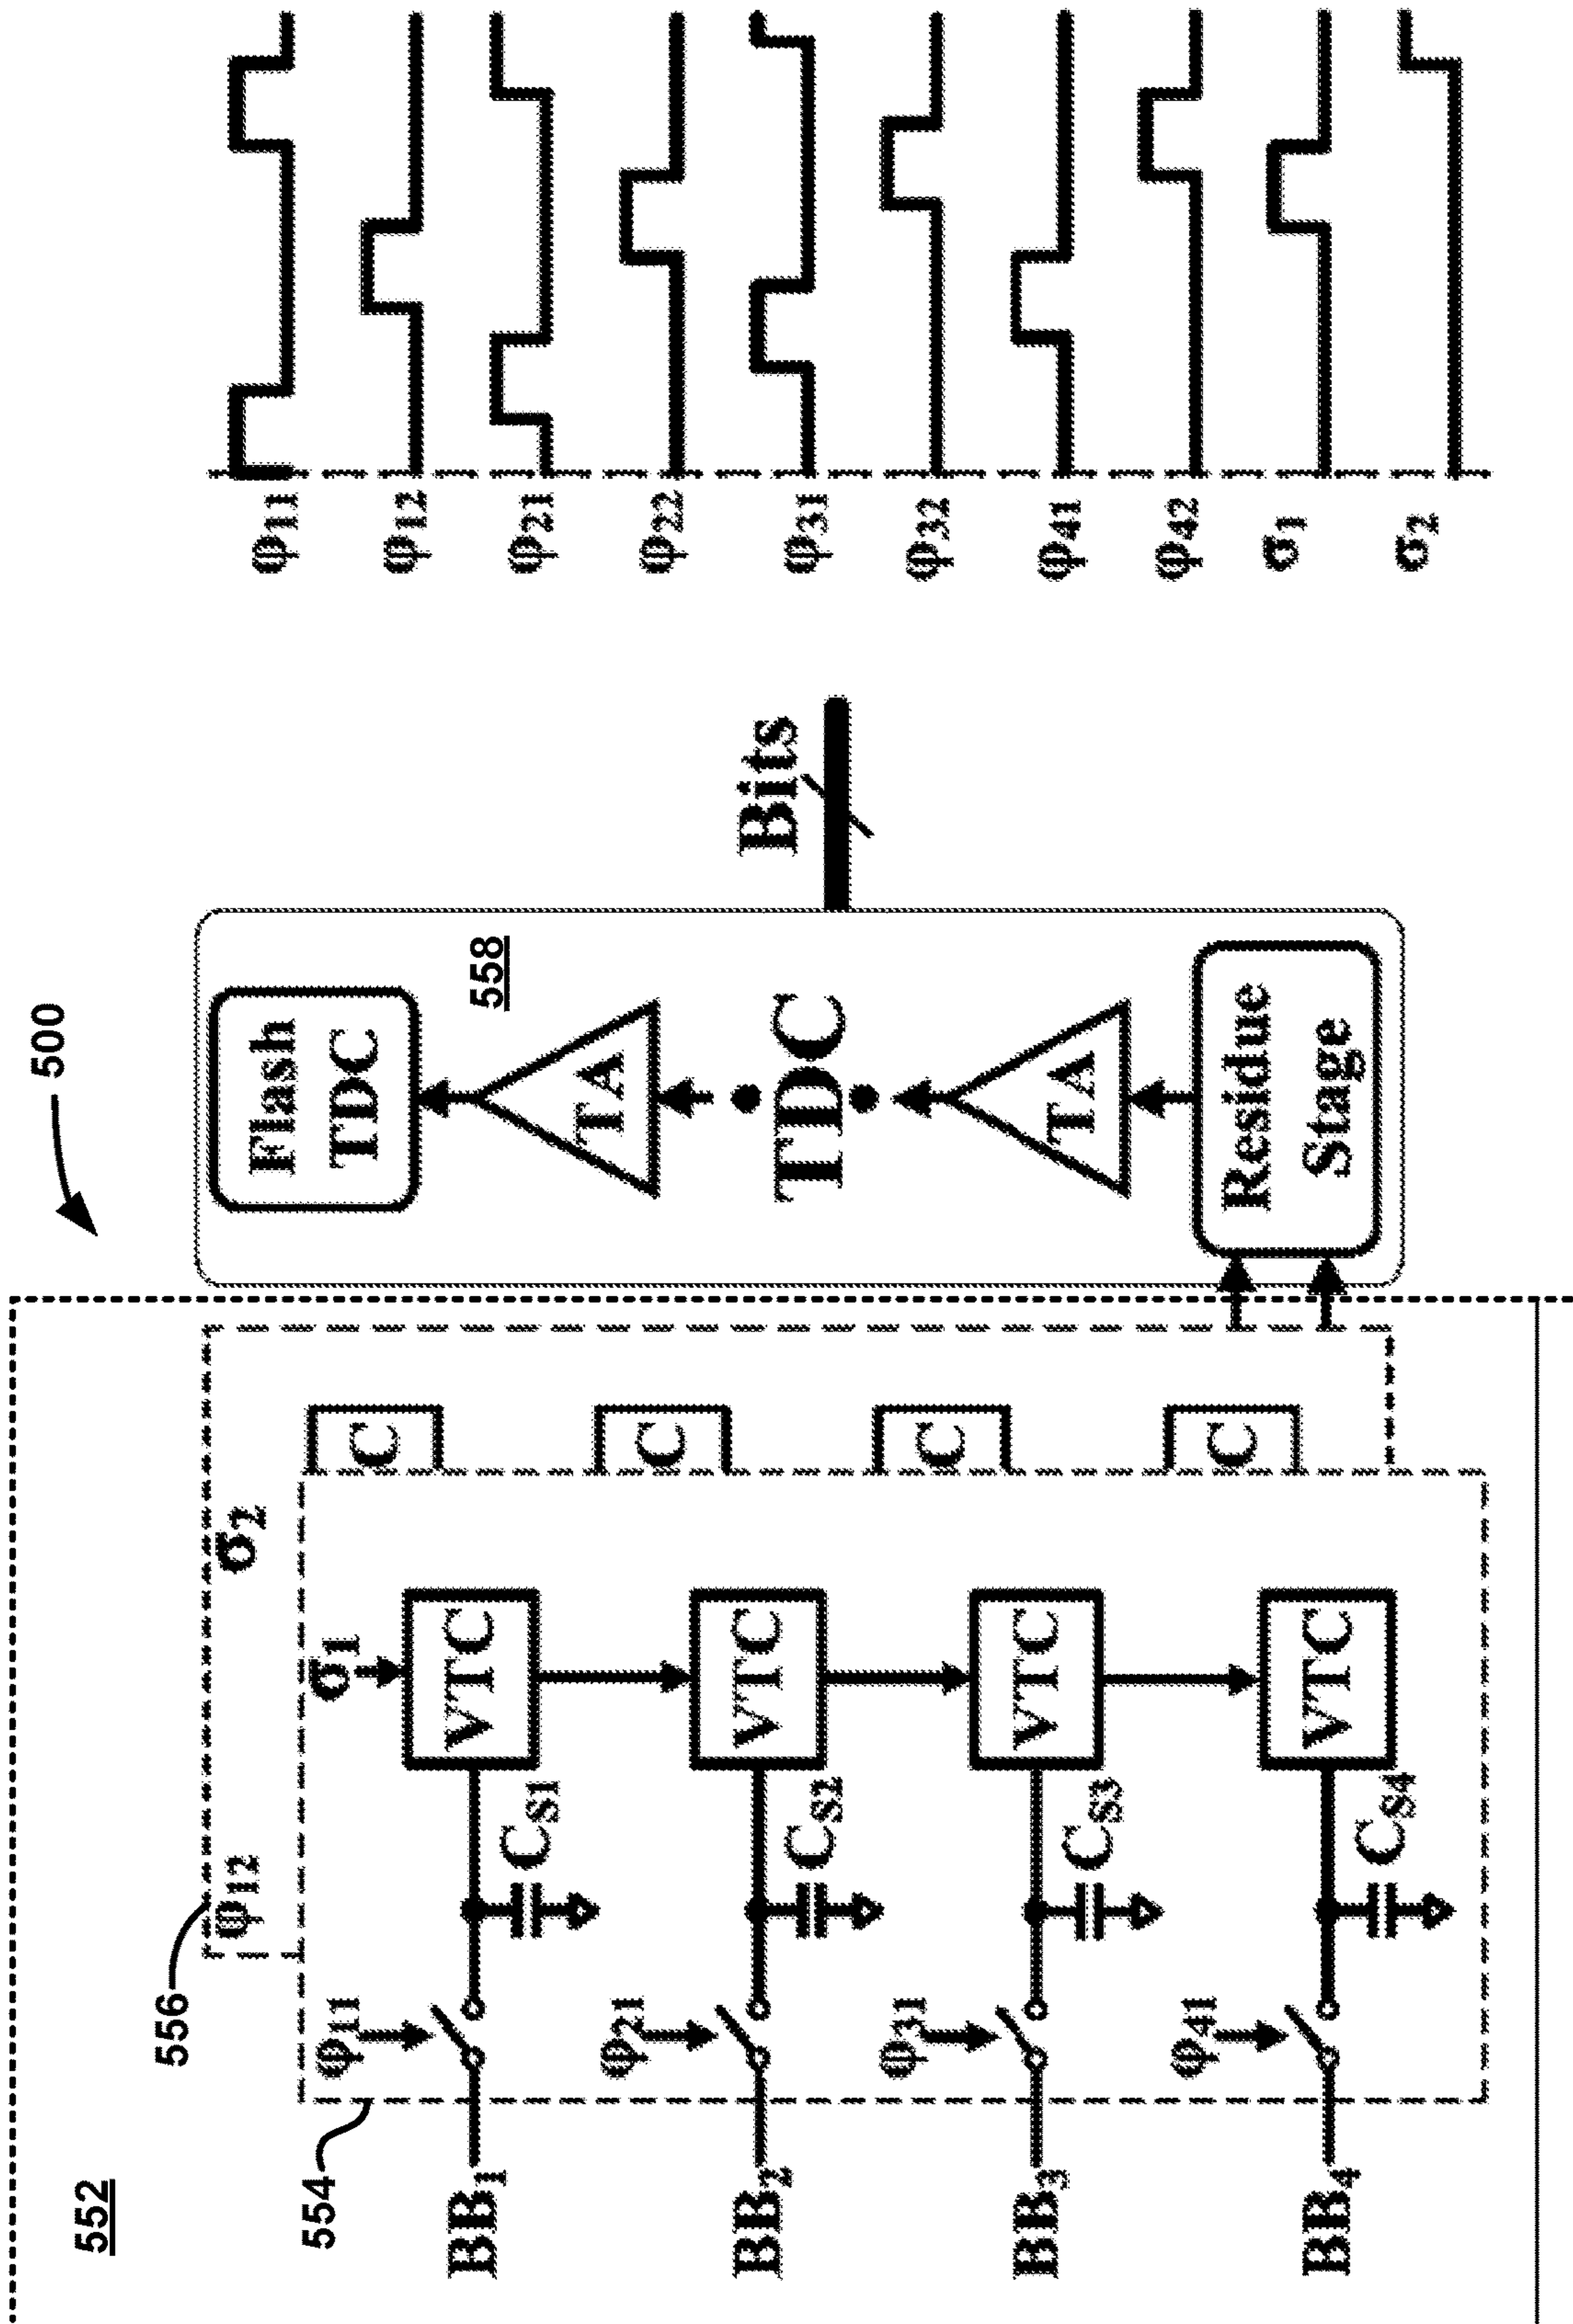 500
552
554
556
φ12
σ2
φ11
σ1
BB1
CS1
VTC
C
φ21
BB2
CS2
VTC
C
φ31
BB3
CS3
VTC
C
φ41
BB4
CS4
VTC
C
Flash
TDC
558
TA
TDC
TA
Residue
Stage
Bits
φ11
φ12
φ21
φ22
φ31
φ32
φ41
φ42
σ1
σ2